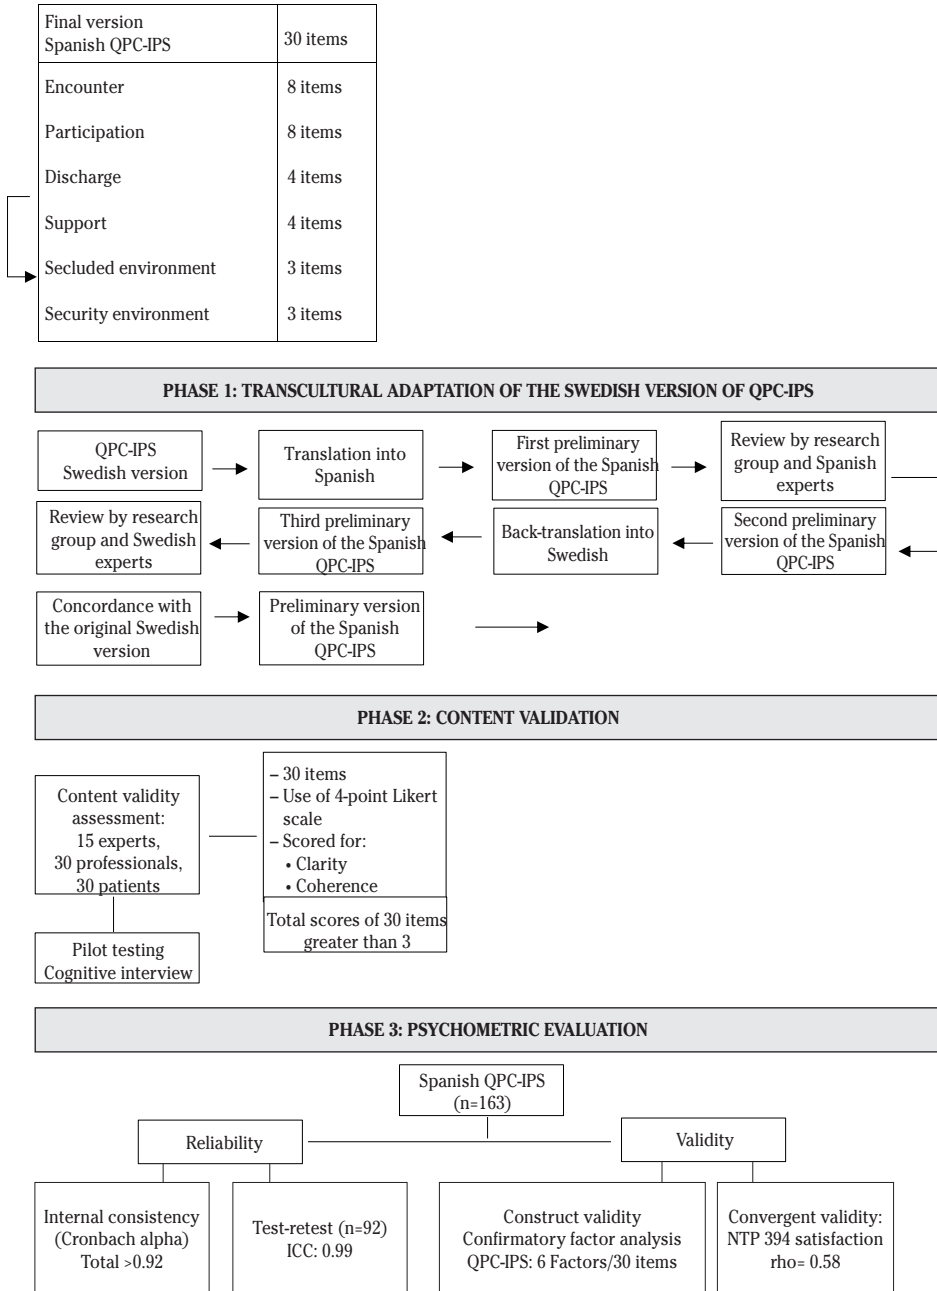 Final version
Spanish QPC-IPS
30 items
Encounter
8 items
Participation
8 items
Discharge
4 items
Support
4 items
Secluded environment
3 items
Security environment
3 items
PHASE 1: TRANSCULTURAL ADAPTATION OF THE SWEDISH VERSION OF QPC-IPS
QPC-IPS
Swedish version
Translation into
Spanish
First preliminary
version of the Spanish
QPC-IPS
Review by research
group and Spanish
experts
Review by research
group and Swedish
experts
Third preliminary
version of the Spanish
QPC-IPS
Back-translation into
Swedish
Second preliminary
version of the Spanish
QPC-IPS
Concordance with
the original Swedish
version
Preliminary version
of the Spanish
QPC-IPS
PHASE 2: CONTENT VALIDATION
Content validity
assessment:
15 experts,
30 professionals,
30 patients
– 30 items
– Use of 4-point Likert
scale
– Scored for:
• Clarity
• Coherence
Total scores of 30 items
greater than 3
Pilot testing
Cognitive interview
PHASE 3: PSYCHOMETRIC EVALUATION
Spanish QPC-IPS
(n=163)
Reliability
Validity
Internal consistency
(Cronbach alpha)
Total >0.92
Test-retest (n=92)
ICC: 0.99
Construct validity
Confirmatory factor analysis
QPC-IPS: 6 Factors/30 items
Convergent validity:
NTP 394 satisfaction
rho= 0.58